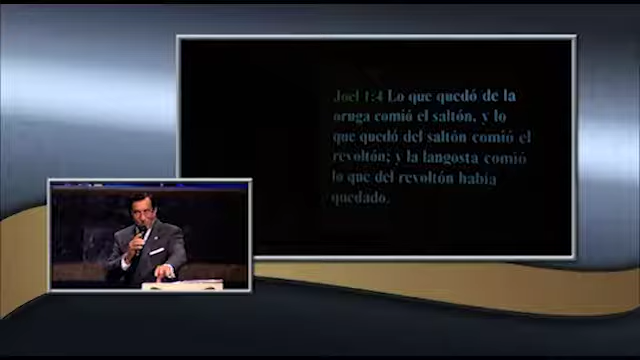 Joel 1:4 Lo que quedó de la
oruga comió el saltón, y lo
que quedó del saltón comió el
revoltón; y la langosta comió
lo que del revoltón había
quedado.